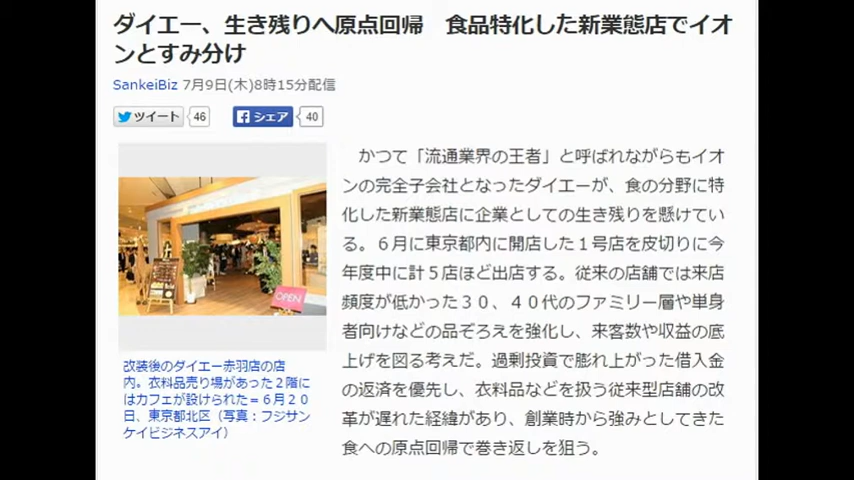 ダイエー、生き残りへ原点回帰　食品特化した新業態店でイオ
ンとすみ分け
SankeiBiz 7月9日(木)8時15分配信
ツイート 46 シェア 40
かつて「流通業界の王者」と呼ばれながらもイオ
ンの完全子会社となったダイエーが、食の分野に特
化した新業態店に企業としての生き残りを懸けてい
る。６月に東京都内に開店した１号店を皮切りに今
年度中に計５店ほど出店する。従来の店舗では来店
頻度が低かった３０、４０代のファミリー層や単身
者向けなどの品ぞろえを強化し、来客数や収益の底
上げを図る考えだ。過剰投資で膨れ上がった借入金
の返済を優先し、衣料品などを扱う従来型店舗の改
革が遅れた経緯があり、創業時から強みとしてきた
食への原点回帰で巻き返しを狙う。
OPEN
改装後のダイエー赤羽店の店
内。衣料品売り場があった２階に
はカフェが設けられた＝６月２０
日、東京都北区（写真：フジサン
ケイビジネスアイ）